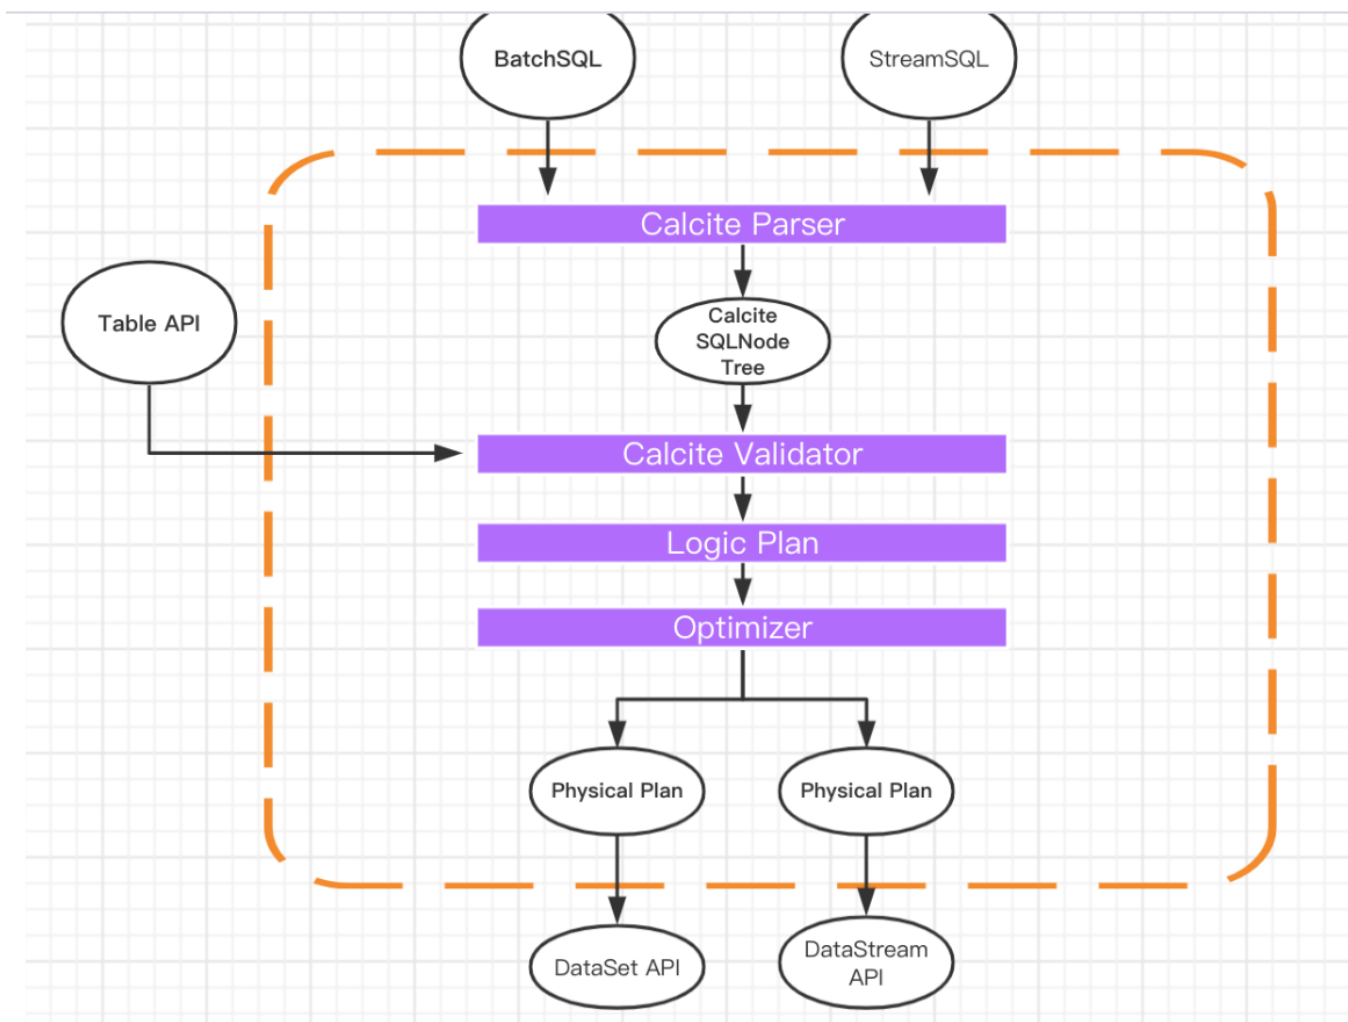 BatchSQL
StreamSQL
Calcite Parser
Table API
Calcite
SQLNode
Tree
Calcite Validator
Logic Plan
Optimizer
Physical Plan
Physical Plan
DataSet API
DataStream
API